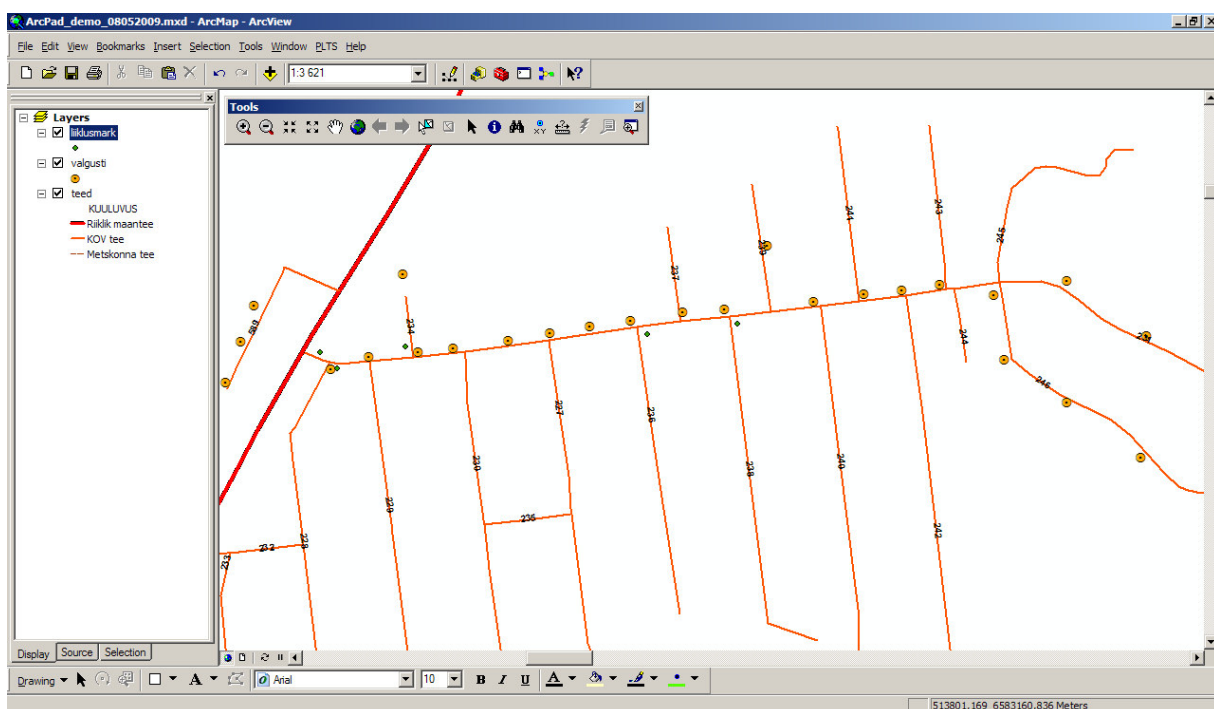 ArcPad_demo_08052009.mxd - ArcMap - ArcView
File Edit View Bookmarks Insert Selection Tools Window PLTS Help
1:3 621
Layers
liiklusmark
valgusti
teed
KUULUVUS
Riiklik maantee
KOV tee
Metskonna tee
Tools
241
243
245
237
234
244
227
236
229
230
238
240
235
242
228
232
233
246
Display Source Selection
Drawing A Arial 10 B I U A
513801,169 6583160,836 Meters